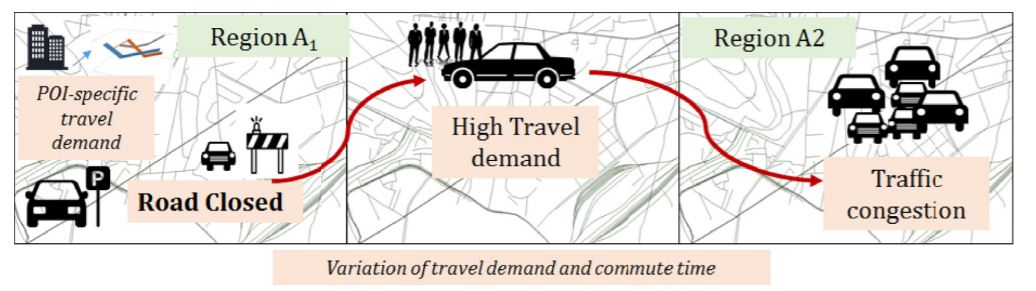 Region A₁
POI-specific
travel
demand
P
Road Closed
High Travel
demand
Region A2
Traffic
congestion
Variation of travel demand and commute time